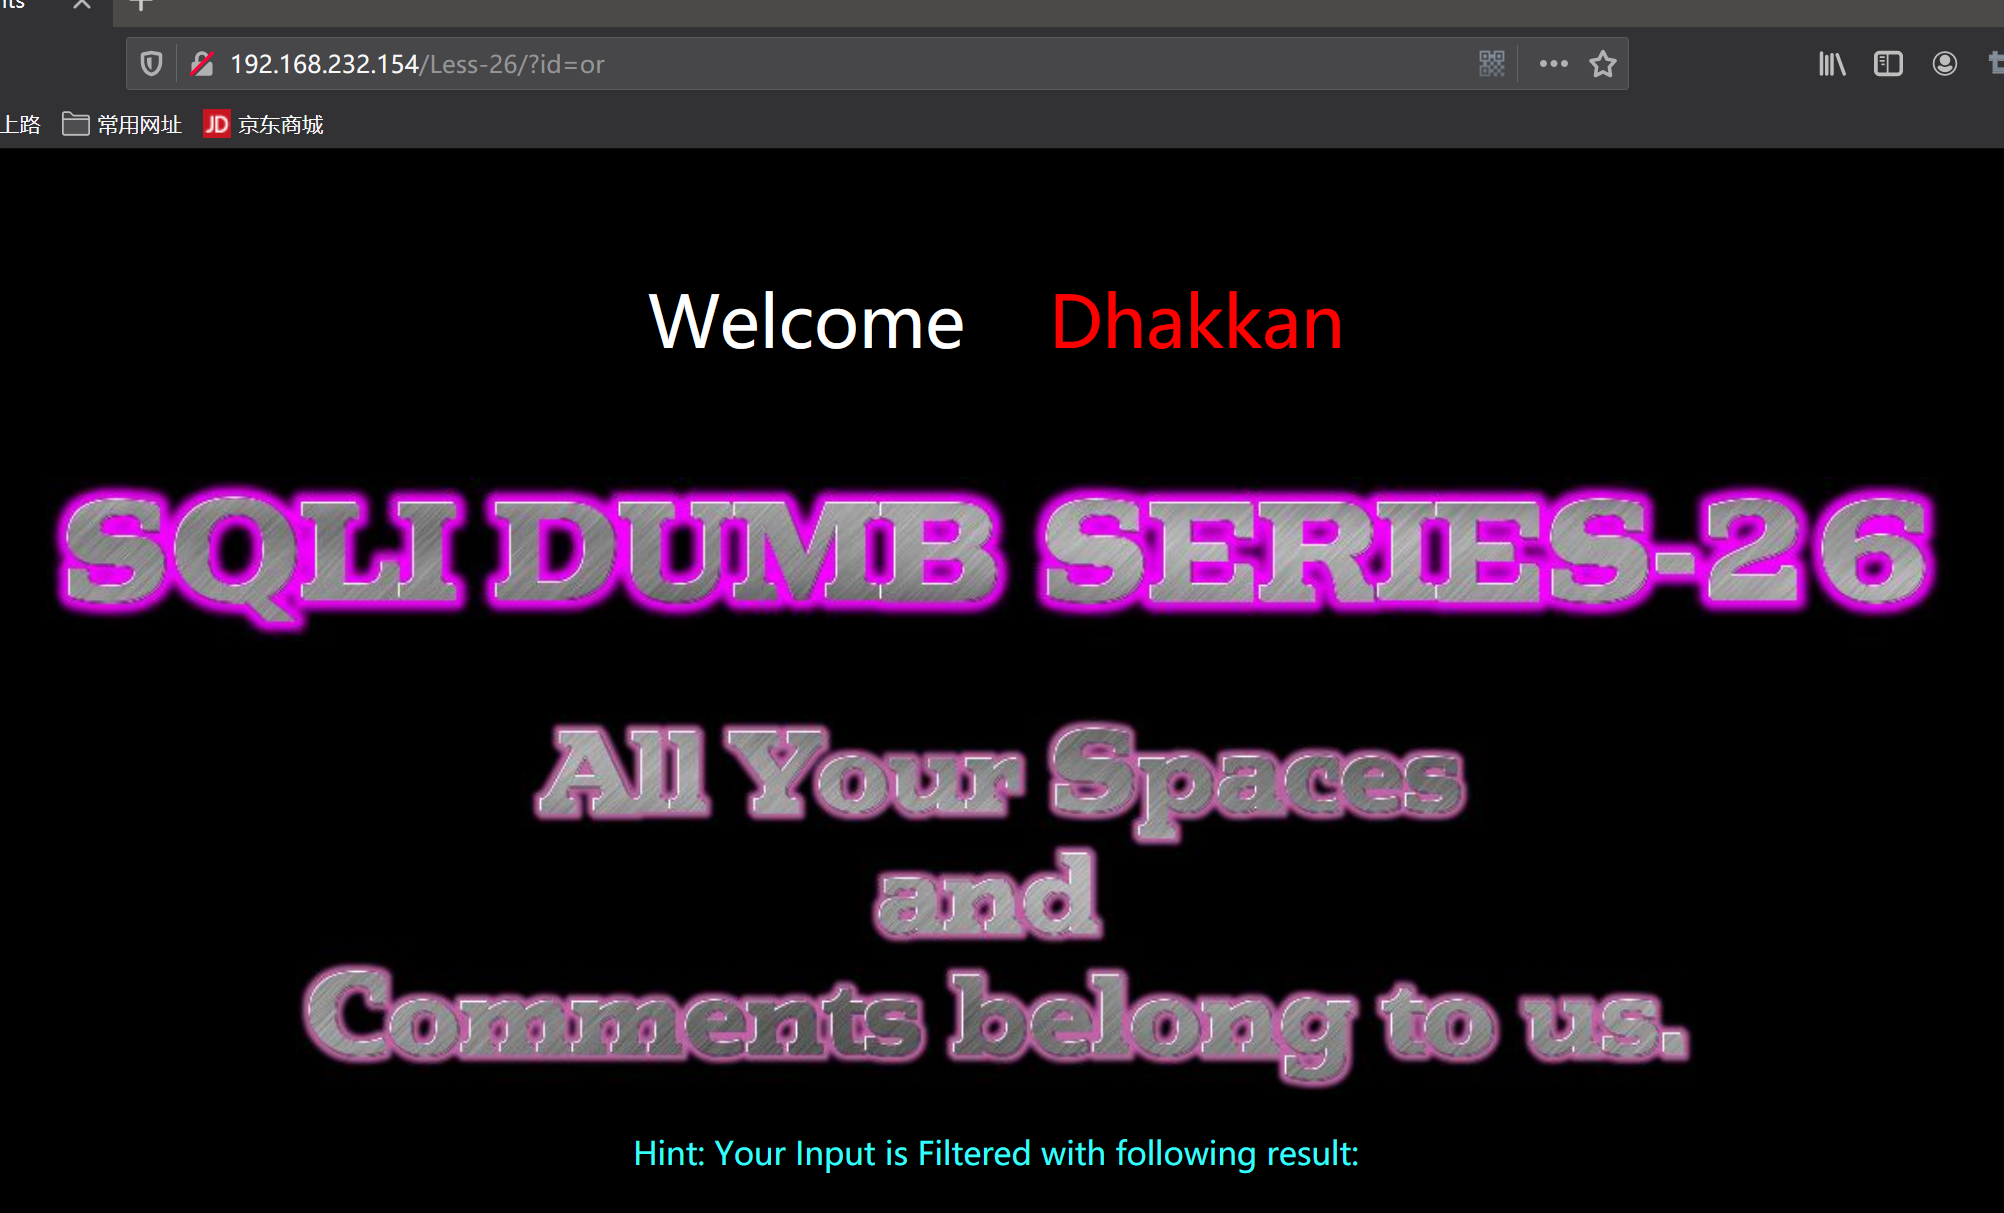 192.168.232.154/Less-26/?id=or
上路 常用网址 JD 京东商城
Welcome Dhakkan
SQLI DUMB SERIES-26
All Your Spaces
and
Comments belong to us.
Hint: Your Input is Filtered with following result: